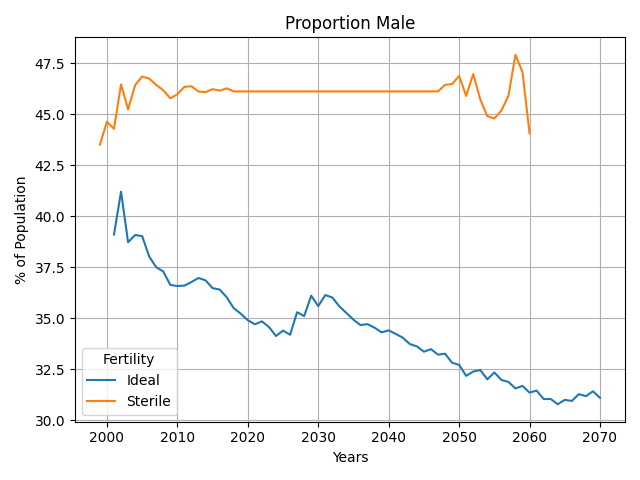 Proportion Male
% of Population
47.5
45.0
42.5
40.0
37.5
35.0
32.5
30.0
Fertility
Ideal
Sterile
2000 2010 2020 2030 2040 2050 2060 2070
Years